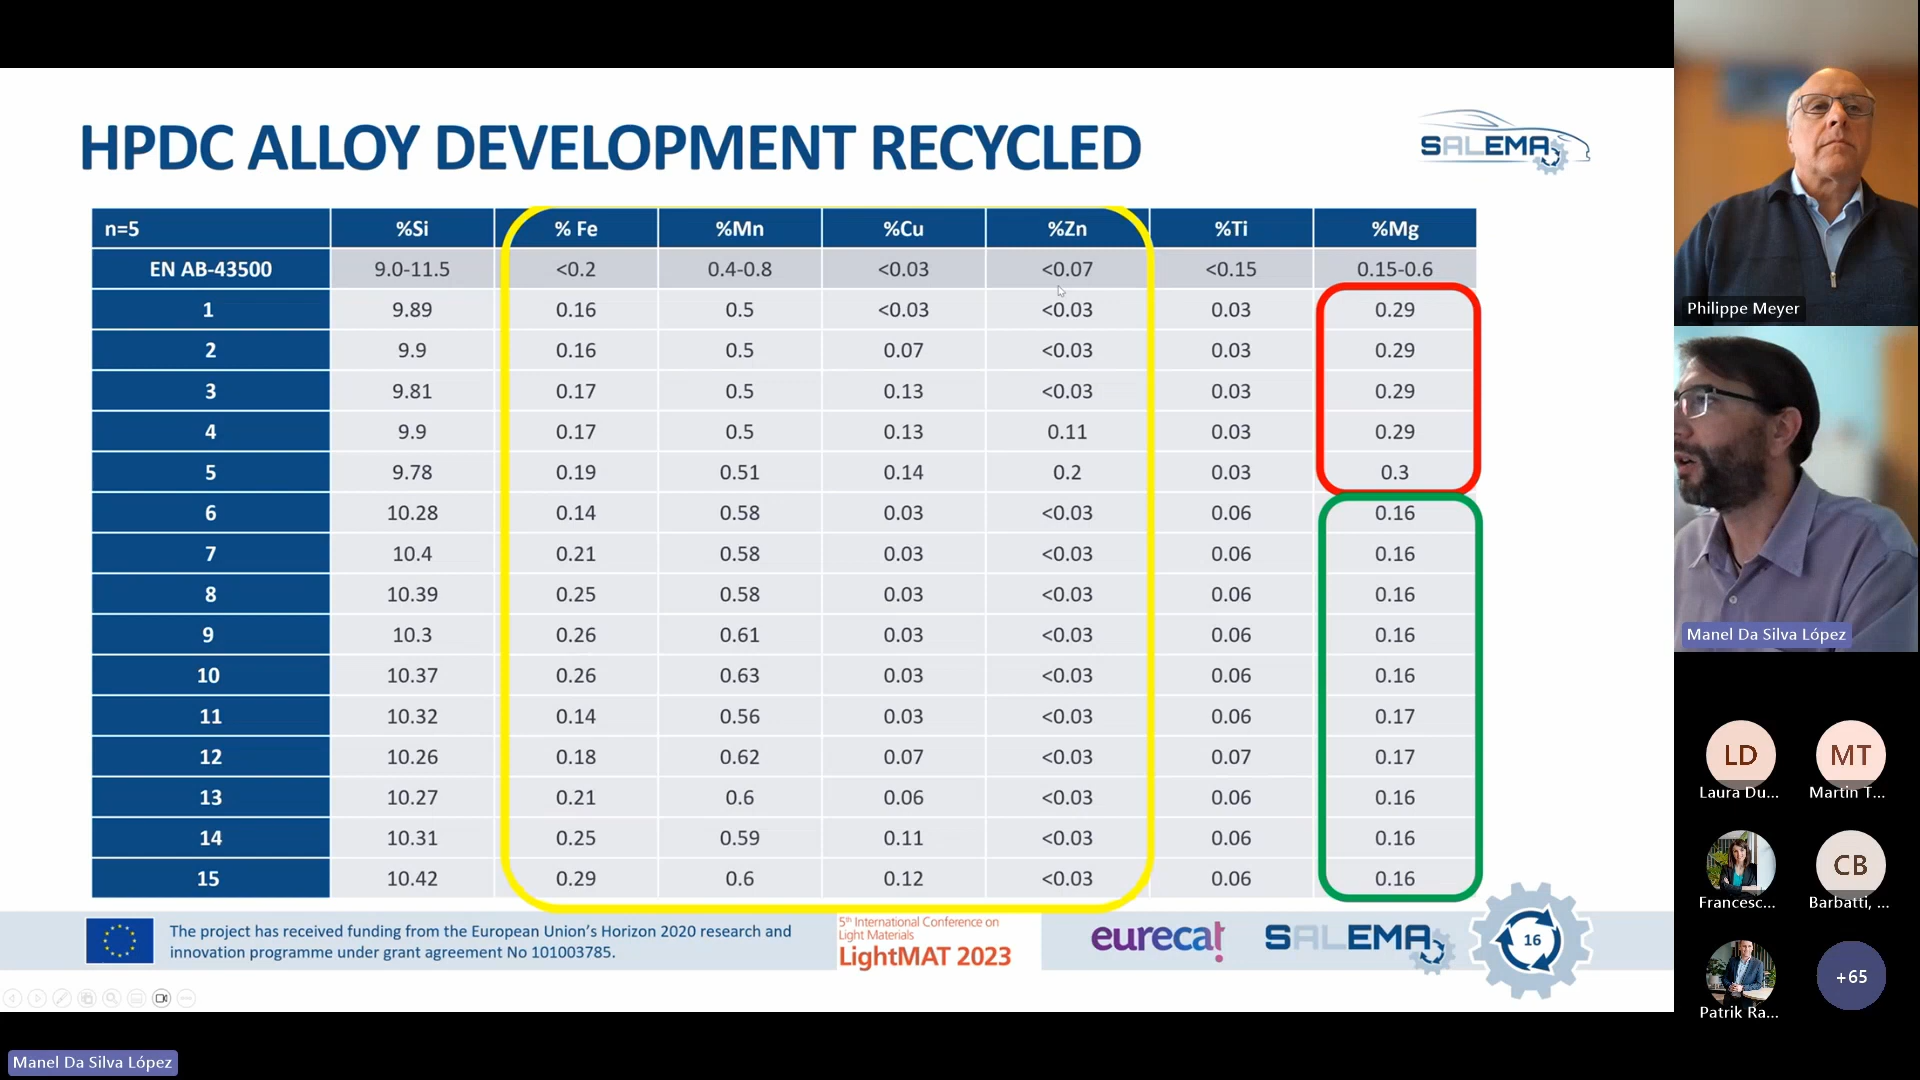 HPDC ALLOY DEVELOPMENT RECYCLED
SALEMA
n=5 %Si % Fe %Mn %Cu %Zn %Ti %Mg
EN AB-43500 9.0-11.5 <0.2 0.4-0.8 <0.03 <0.07 <0.15 0.15-0.6
1 9.89 0.16 0.5 <0.03 <0.03 0.03 0.29
2 9.9 0.16 0.5 0.07 <0.03 0.03 0.29
3 9.81 0.17 0.5 0.13 <0.03 0.03 0.29
4 9.9 0.17 0.5 0.13 0.11 0.03 0.29
5 9.78 0.19 0.51 0.14 0.2 0.03 0.3
6 10.28 0.14 0.58 0.03 <0.03 0.06 0.16
7 10.4 0.21 0.58 0.03 <0.03 0.06 0.16
8 10.39 0.25 0.58 0.03 <0.03 0.06 0.16
9 10.3 0.26 0.61 0.03 <0.03 0.06 0.16
10 10.37 0.26 0.63 0.03 <0.03 0.06 0.16
11 10.32 0.14 0.56 0.03 <0.03 0.06 0.17
12 10.26 0.18 0.62 0.07 <0.03 0.07 0.17
13 10.27 0.21 0.6 0.06 <0.03 0.06 0.16
14 10.31 0.25 0.59 0.11 <0.03 0.06 0.16
15 10.42 0.29 0.6 0.12 <0.03 0.06 0.16
The project has received funding from the European Union's Horizon 2020 research and
innovation programme under grant agreement No 101003785.
5th International Conference on
Light Materials
LightMAT 2023
eurecat
SALEMA
16
Philippe Meyer
Manel Da Silva López
LD MT
Laura Du... Martin T...
CB
Francesc... Barbatti, ...
+65
Patrik Ra...
Manel Da Silva López